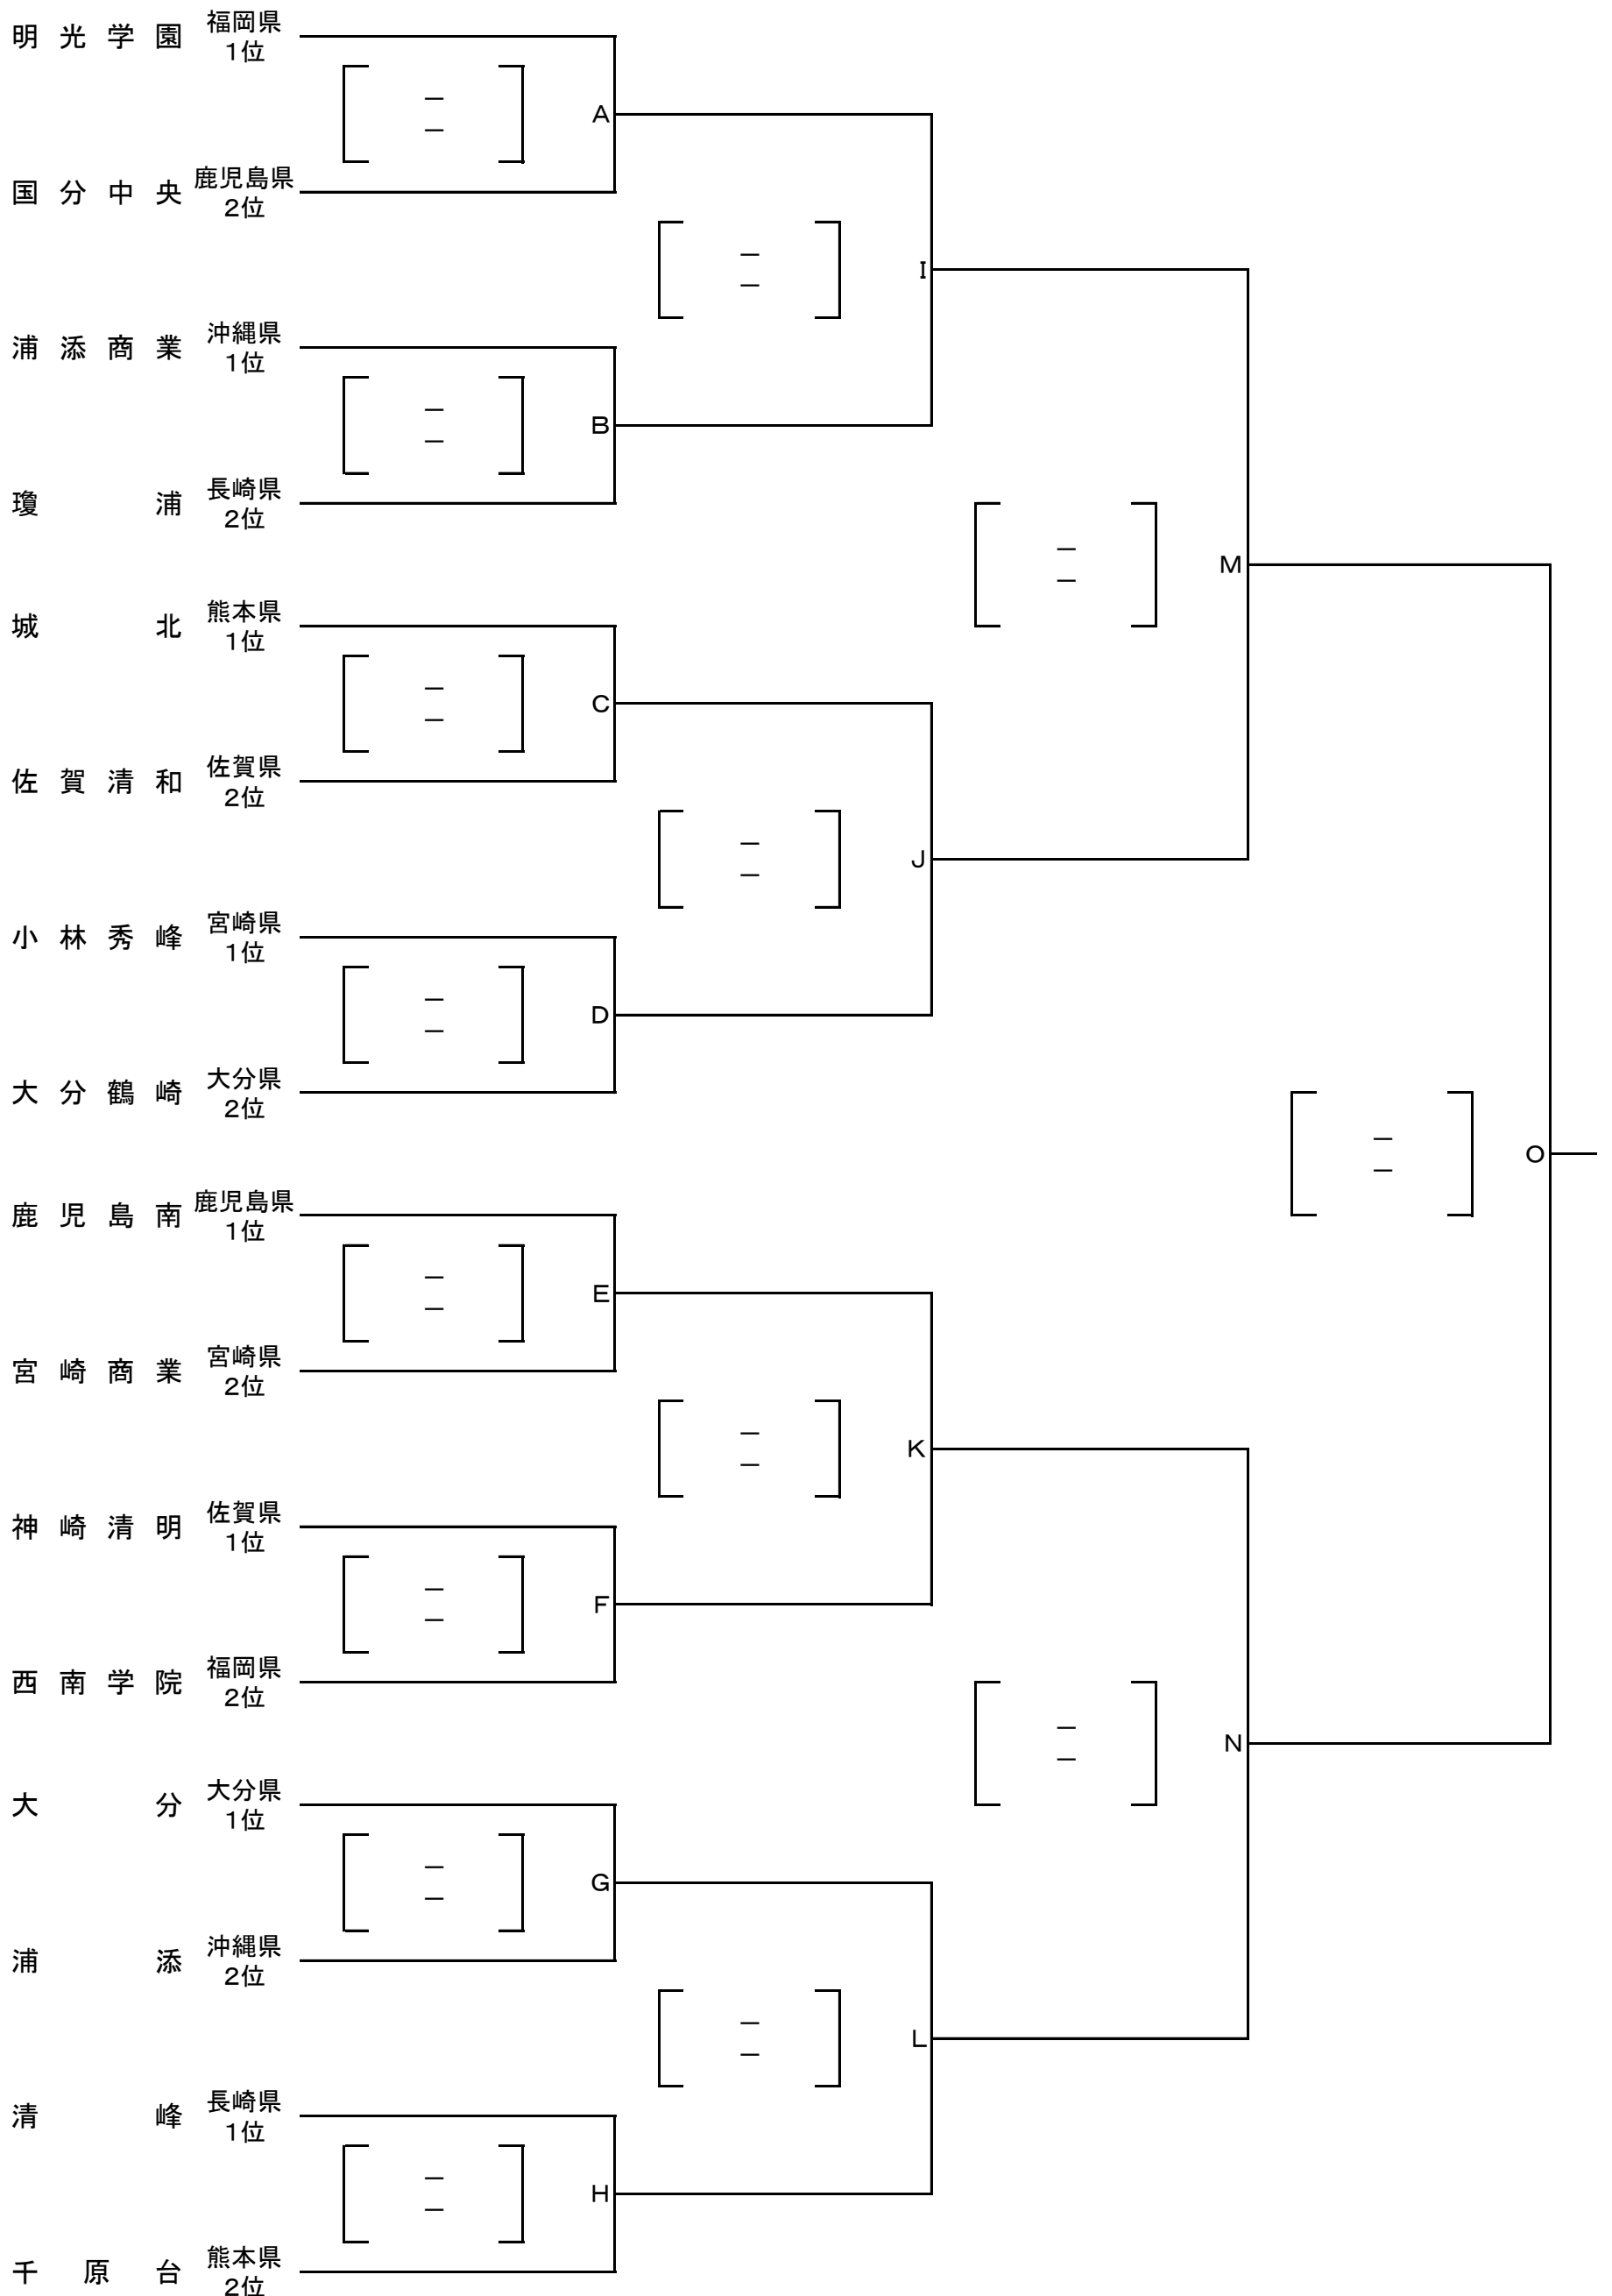 明光学園 福岡県
1位
－
－
A
国分中央 鹿児島県
2位
－
－
I
浦添商業 沖縄県
1位
－
－
B
瓊浦 長崎県
2位
－
－
M
城北 熊本県
1位
－
－
C
佐賀清和 佐賀県
2位
－
－
J
小林秀峰 宮崎県
1位
－
－
D
大分鶴崎 大分県
2位
－
－
O
鹿児島南 鹿児島県
1位
－
－
E
宮崎商業 宮崎県
2位
－
－
K
神崎清明 佐賀県
1位
－
－
F
西南学院 福岡県
2位
－
－
N
大分 大分県
1位
－
－
G
浦添 沖縄県
2位
－
－
L
清峰 長崎県
1位
－
－
H
千原台 熊本県
2位